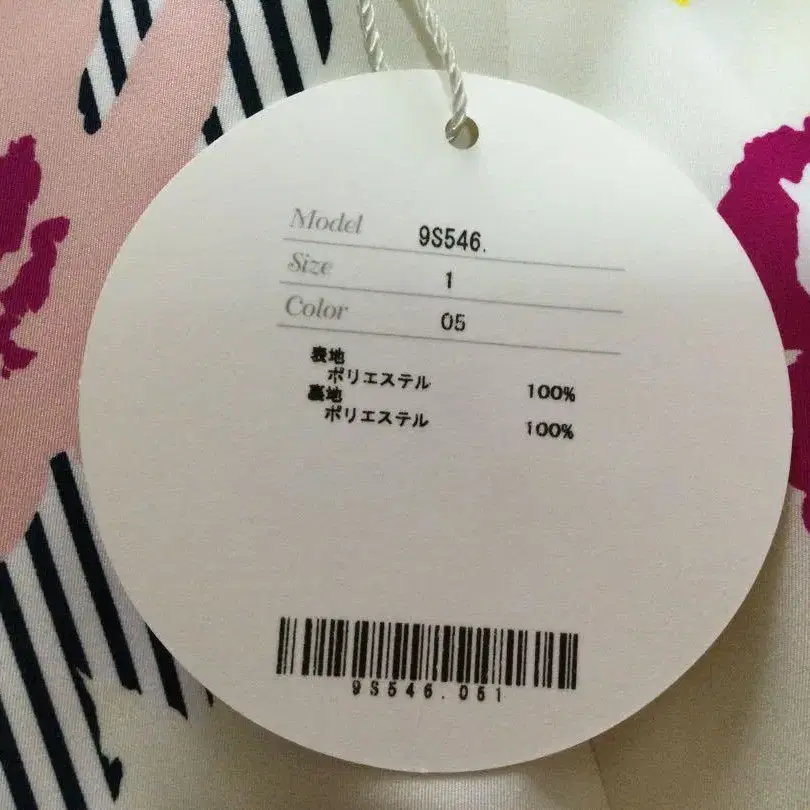 Model 9S546.
Size 1
Color 05
表地
ポリエステル 100%
裏地
ポリエステル 100%
9S546.051